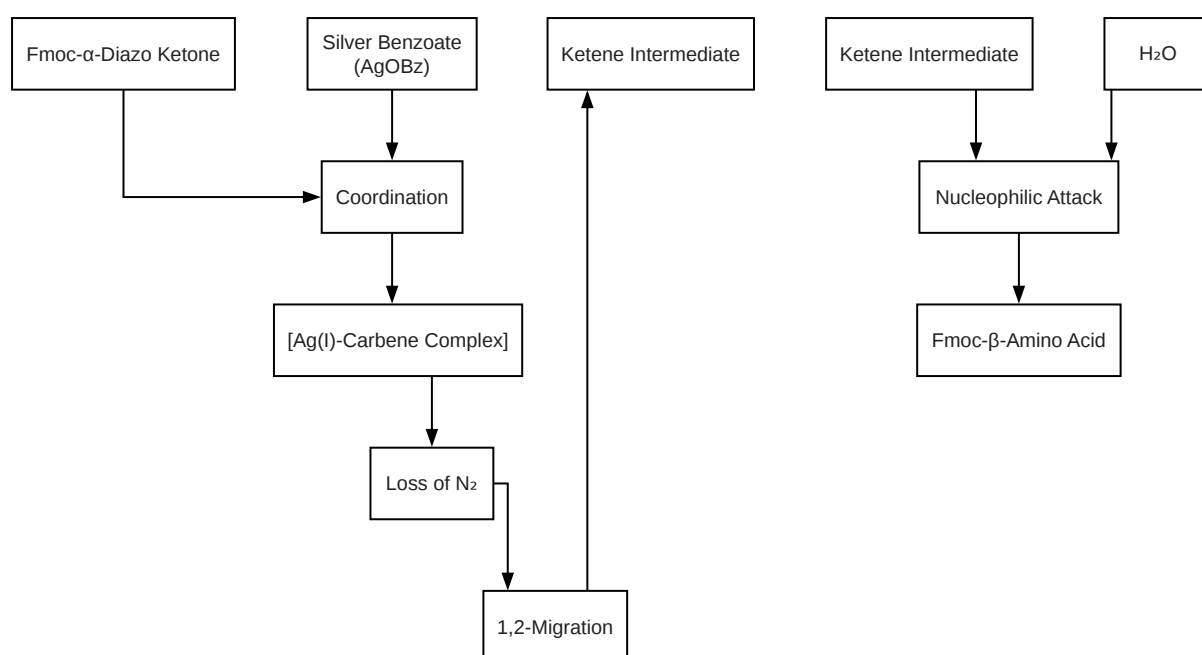 Fmoc-α-Diazo Ketone
Silver Benzoate
(AgOBz)
Ketene Intermediate
Ketene Intermediate
H₂O
Coordination
Nucleophilic Attack
[Ag(I)-Carbene Complex]
Fmoc-β-Amino Acid
Loss of N₂
1,2-Migration